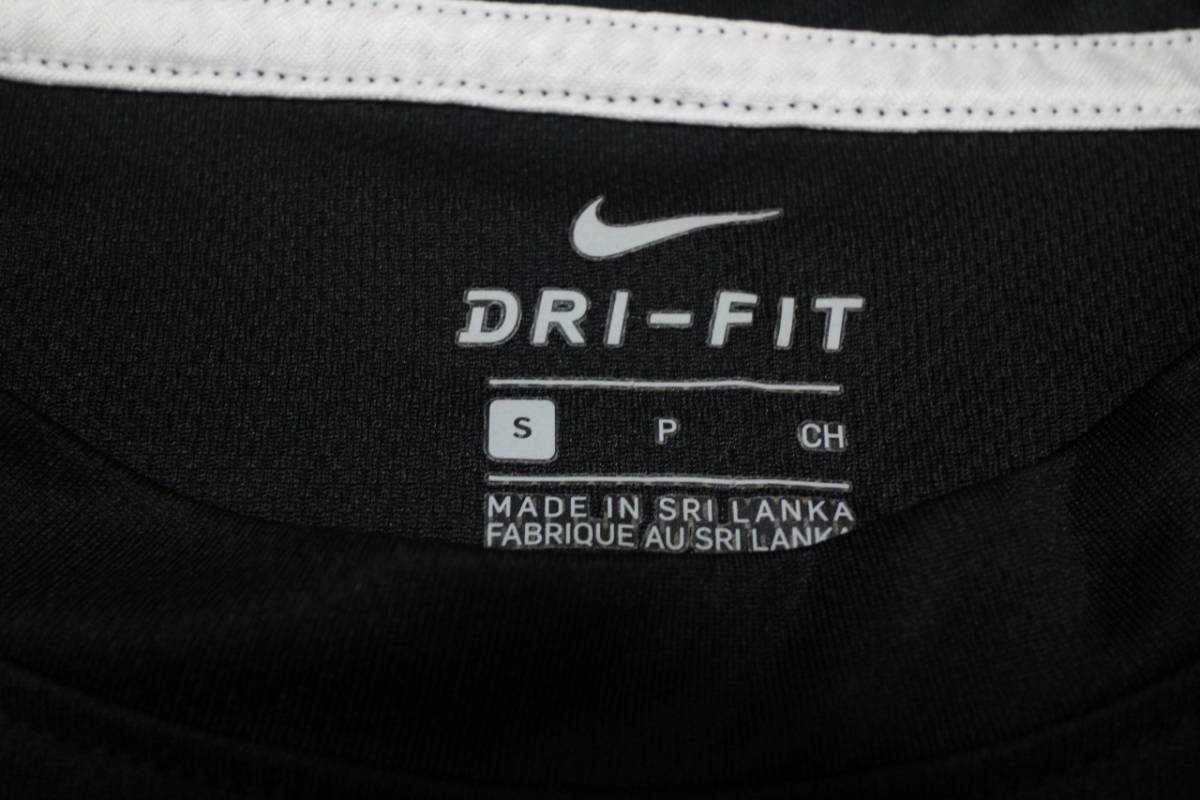 DRI-FIT
S P CH
MADE IN SRI LANKA
FABRIQUE AU SRI LANKA